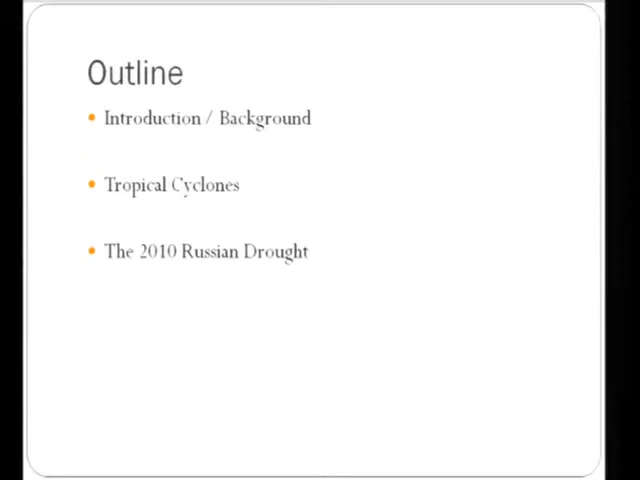 Outline
Introduction / Background
Tropical Cyclones
The 2010 Russian Drought